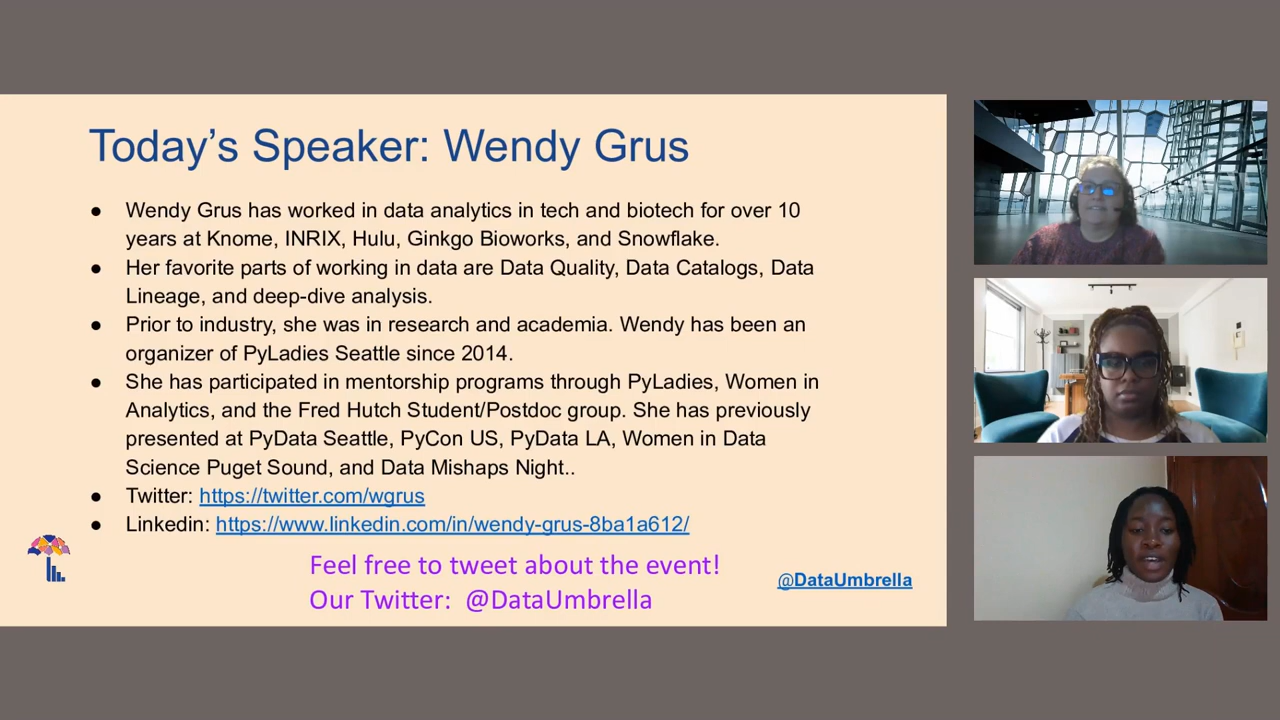 Today's Speaker: Wendy Grus
● Wendy Grus has worked in data analytics in tech and biotech for over 10
years at Knome, INRIX, Hulu, Ginkgo Bioworks, and Snowflake.
● Her favorite parts of working in data are Data Quality, Data Catalogs, Data
Lineage, and deep-dive analysis.
● Prior to industry, she was in research and academia. Wendy has been an
organizer of PyLadies Seattle since 2014.
● She has participated in mentorship programs through PyLadies, Women in
Analytics, and the Fred Hutch Student/Postdoc group. She has previously
presented at PyData Seattle, PyCon US, PyData LA, Women in Data
Science Puget Sound, and Data Mishaps Night..
● Twitter: https://twitter.com/wgrus
● Linkedin: https://www.linkedin.com/in/wendy-grus-8ba1a612/
Feel free to tweet about the event!
Our Twitter: @DataUmbrella
@DataUmbrella